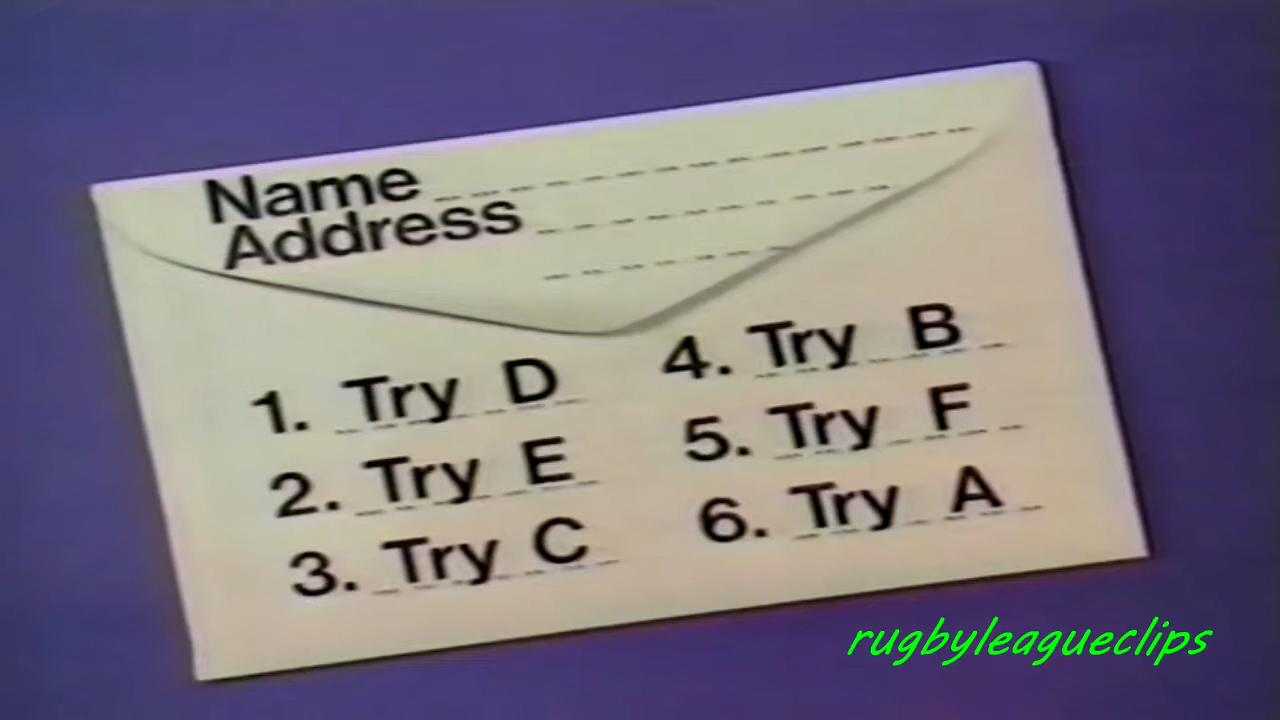 Name
Address
1. Try D
2. Try E
3. Try C
4. Try B
5. Try F
6. Try A
rugbyleagueclips